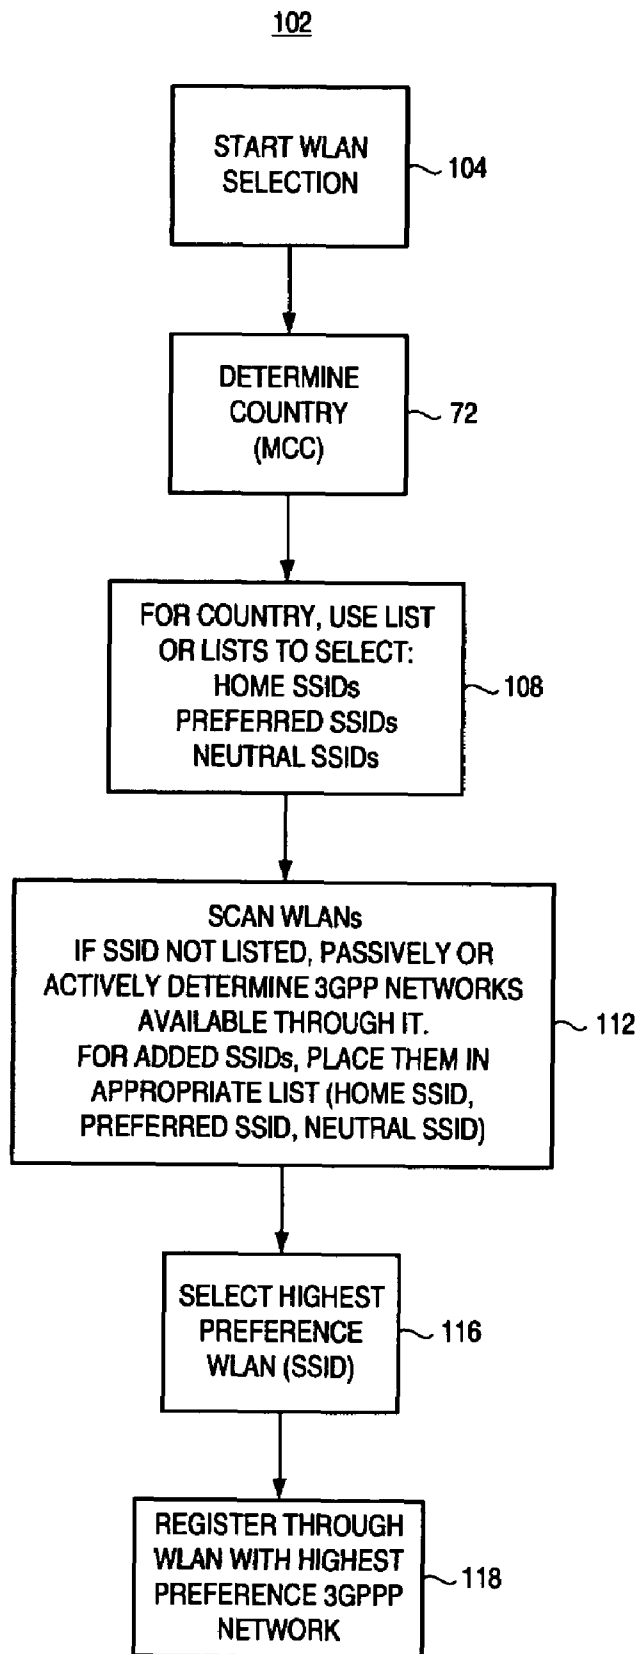 102
START WLAN
SELECTION
104
DETERMINE
COUNTRY
(MCC)
72
FOR COUNTRY, USE LIST
OR LISTS TO SELECT:
HOME SSIDs
PREFERRED SSIDs
NEUTRAL SSIDs
108
SCAN WLANs
IF SSID NOT LISTED, PASSIVELY OR
ACTIVELY DETERMINE 3GPP NETWORKS
AVAILABLE THROUGH IT.
FOR ADDED SSIDs, PLACE THEM IN
APPROPRIATE LIST (HOME SSID,
PREFERRED SSID, NEUTRAL SSID)
112
SELECT HIGHEST
PREFERENCE
WLAN (SSID)
116
REGISTER THROUGH
WLAN WITH HIGHEST
PREFERENCE 3GPPP
NETWORK
118